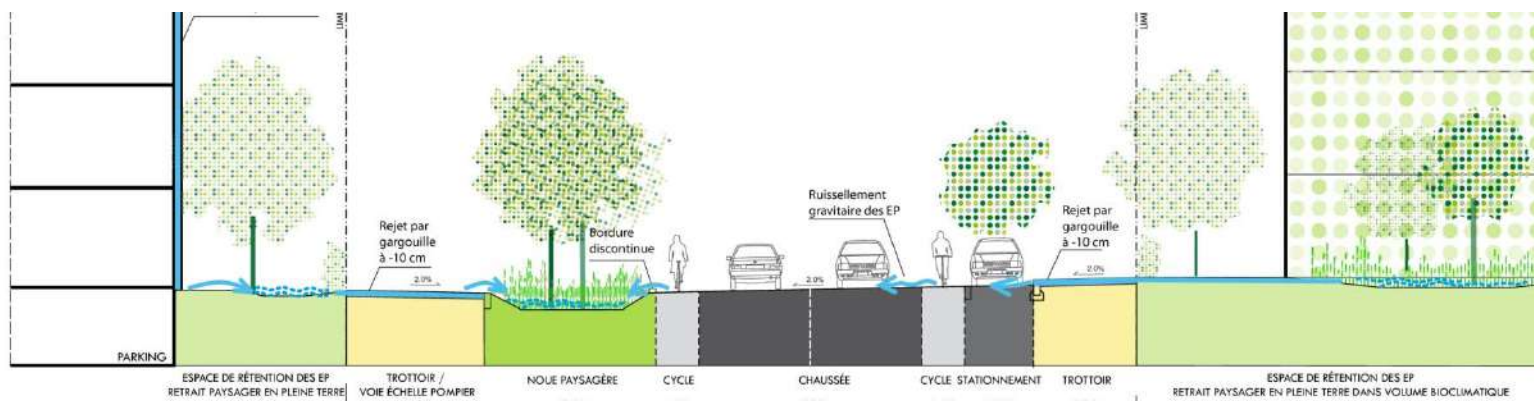 Rejet par
gargouille
à -10 cm
2.0%
2.0%
Bordure
discontinue
2.0%
Ruissellement
gravitaire des EP
Rejet par
gargouille
à -10 cm
2.0%
PARKING
ESPACE DE RÉTENTION DES EP
RETRAIT PAYSAGER EN PLEINE TERRE
TROTTOIR /
VOIE ÉCHELLE POMPIER
NOUE PAYSAGÈRE
CYCLE
CHAUSSÉE
CYCLE
STATIONNEMENT
TROTTOIR
ESPACE DE RÉTENTION DES EP
RETRAIT PAYSAGER EN PLEINE TERRE DANS VOLUME BIOCLIMATIQUE